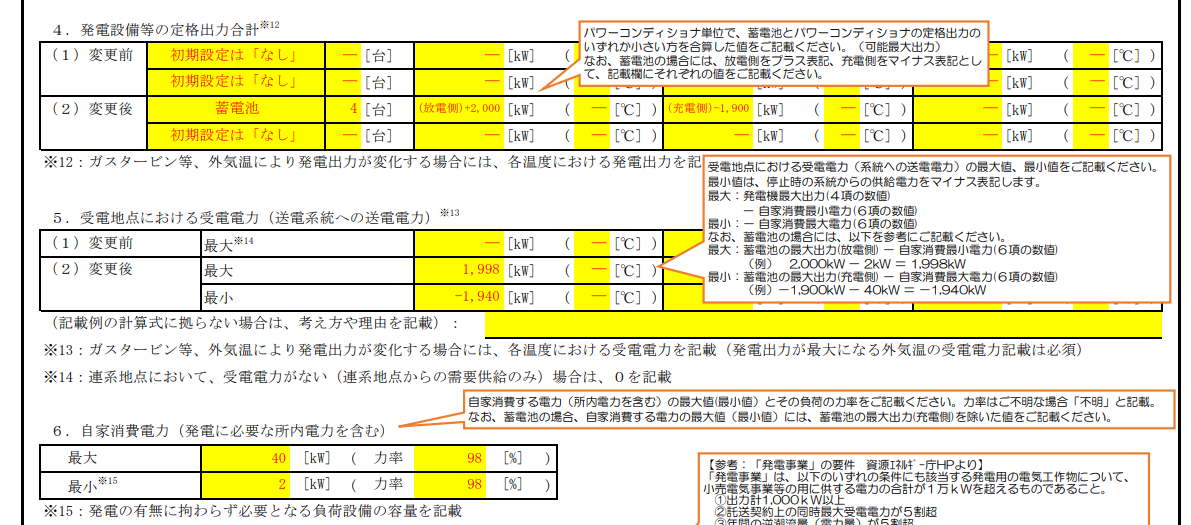 ４．発電設備等の定格出力合計※12
パワーコンディショナ単位で、蓄電池とパワーコンディショナの定格出力の
いずれか小さい方を合算した値をご記載ください。（可能最大出力）
なお、蓄電池の場合には、放電側をプラス表記、充電側をマイナス表記とし
て、記載欄にそれぞれの値をご記載ください。
（１）変更前 初期設定は「なし」 ― [台] ― [kW] ( ― [kW] ( ― [℃] )
初期設定は「なし」 ― [台] ― [kW] ( ― [℃] ) ― [kW] ( ― [℃] ) ― [kW] ( ― [℃] )
（２）変更後 蓄電池 4 [台] (放電側)+2,000 [kW] ( ― [℃] ) (充電側)-1,900 [kW] ( ― [℃] ) ― [kW] ( ― [℃] )
初期設定は「なし」 ― [台] ― [kW] ( ― [℃] ) ― [kW] ( ― [℃] ) ― [kW] ( ― [℃] )
※12：ガスタービン等、外気温により発電出力が変化する場合には、各温度における発電出力を記
受電地点における受電電力（系統への送電電力）の最大値、最小値をご記載ください。
最小値は、停止時の系統からの供給電力をマイナス表記します。
最大：発電機最大出力(４項の数値)
－ 自家消費最小電力(６項の数値)
最小：－ 自家消費最大電力(６項の数値)
なお、蓄電池の場合には、以下を参考にご記載ください。
最大：蓄電池の最大出力(放電側) － 自家消費最小電力(６項の数値)
（例） 2,000kW － 2kW ＝ 1,998kW
最小：蓄電池の最大出力(充電側) － 自家消費最大電力(６項の数値)
（例）－1,900kW － 40kW ＝ －1,940kW
５．受電地点における受電電力（送電系統への送電電力）※13
（１）変更前 最大※14 ― [kW] ( ― [℃] )
（２）変更後 最大 1,998 [kW] ( ― [℃] )
最小 -1,940 [kW] ( ― [℃] )
（記載例の計算式に拠らない場合は、考え方や理由を記載）：
※13：ガスタービン等、外気温により発電出力が変化する場合には、各温度における受電電力を記載（発電出力が最大になる外気温の受電電力記載は必須）
※14：連系地点において、受電電力がない（連系地点からの需要供給のみ）場合は、０を記載
自家消費する電力（所内電力を含む）の最大値(最小値）とその負荷の力率をご記載ください。力率はご不明な場合「不明」と記載。
なお、蓄電池の場合、自家消費する電力の最大値（最小値）には、蓄電池の最大出力(充電側)を除いた値をご記載ください。
６．自家消費電力（発電に必要な所内電力を含む）
最大 40 [kW] ( 力率 98 [%] )
最小※15 2 [kW] ( 力率 98 [%] )
※15：発電の有無に拘わらず必要となる負荷設備の容量を記載
【参考：「発電事業」の要件 資源ｴﾈﾙｷﾞｰ庁HPより】
「発電事業」は、以下のいずれの条件にも該当する発電用の電気工作物について、
小売電気事業等の用に供する電力の合計が１万ｋＷを超えるものであること。
①出力計1,000ｋＷ以上
②託送契約上の同時最大受電電力が５割超
③年間の逆潮流量（電力量）が５割超